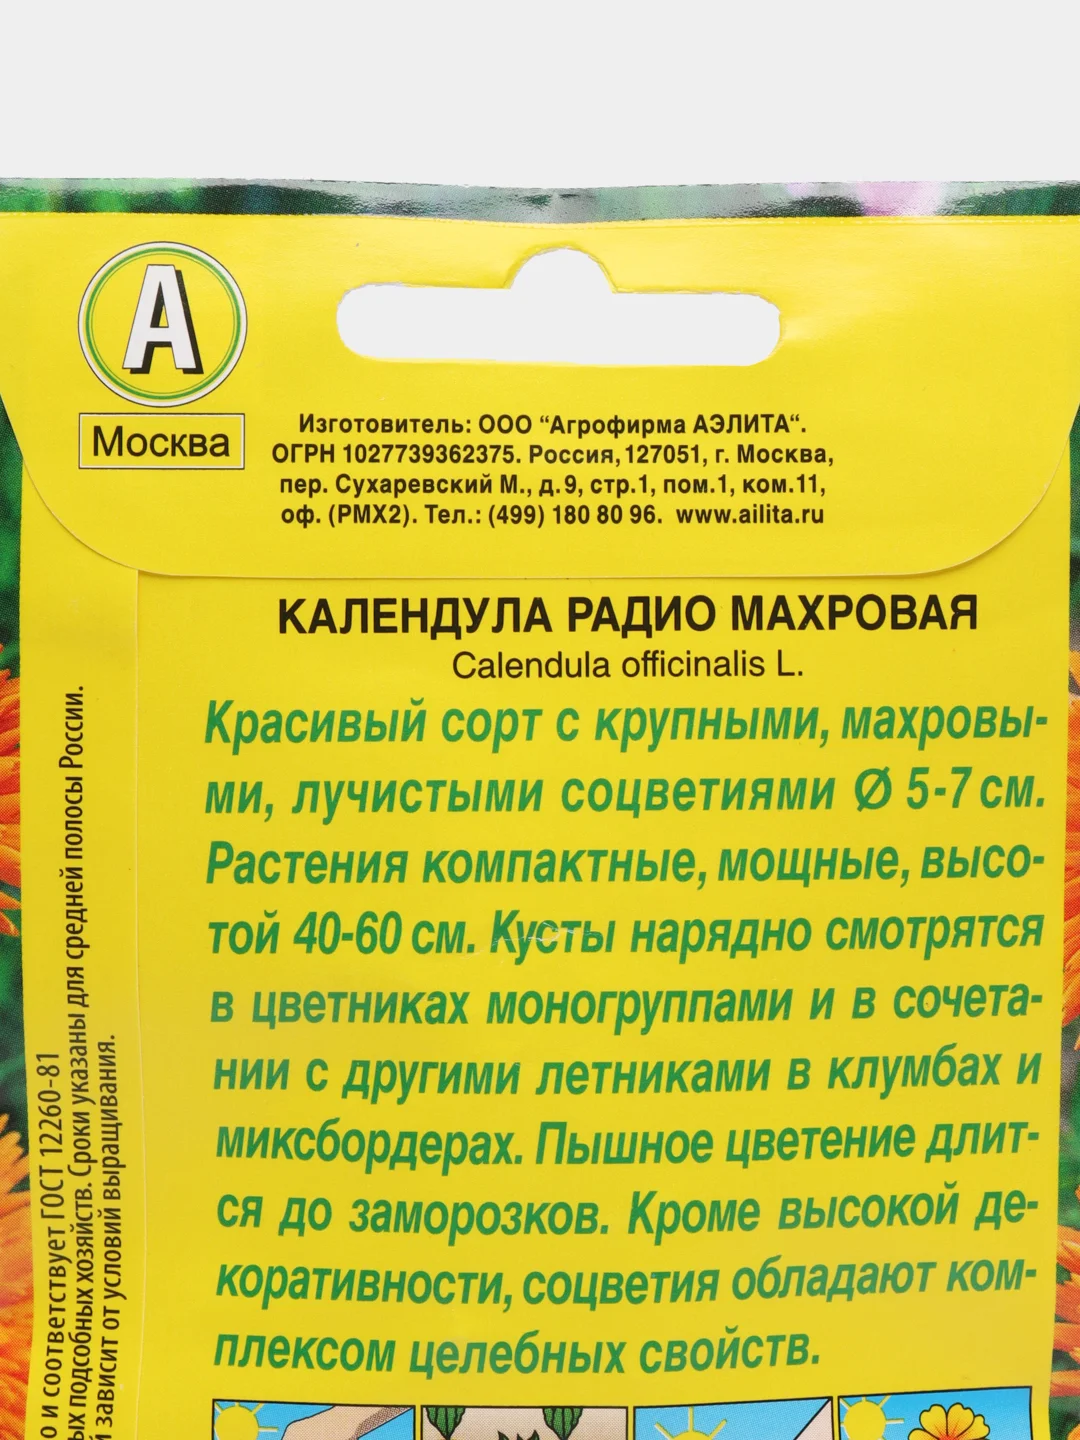 А
Москва
Изготовитель: ООО “Агрофирма АЭЛИТА“.
ОГРН 1027739362375. Россия, 127051, г. Москва,
пер. Сухаревский М., д.9, стр.1, пом.1, ком.11,
оф. (РМХ2). Тел.: (499) 180 80 96. www.ailita.ru
КАЛЕНДУЛА РАДИО МАХРОВАЯ
Calendula officinalis L.
Красивый сорт с крупными, махровы-
ми, лучистыми соцветиями Ø 5-7 см.
Растения компактные, мощные, высо-
той 40-60 см. Кусты нарядно смотрятся
в цветниках моногруппами и в сочета-
нии с другими летниками в клумбах и
миксбордерах. Пышное цветение длит-
ся до заморозков. Кроме высокой де-
коративности, соцветия обладают ком-
плексом целебных свойств.
о и соответствует ГОСТ 12260-81
ых подсобных хозяйств. Сроки указаны для средней полосы России.
й зависит от условий выращивания.